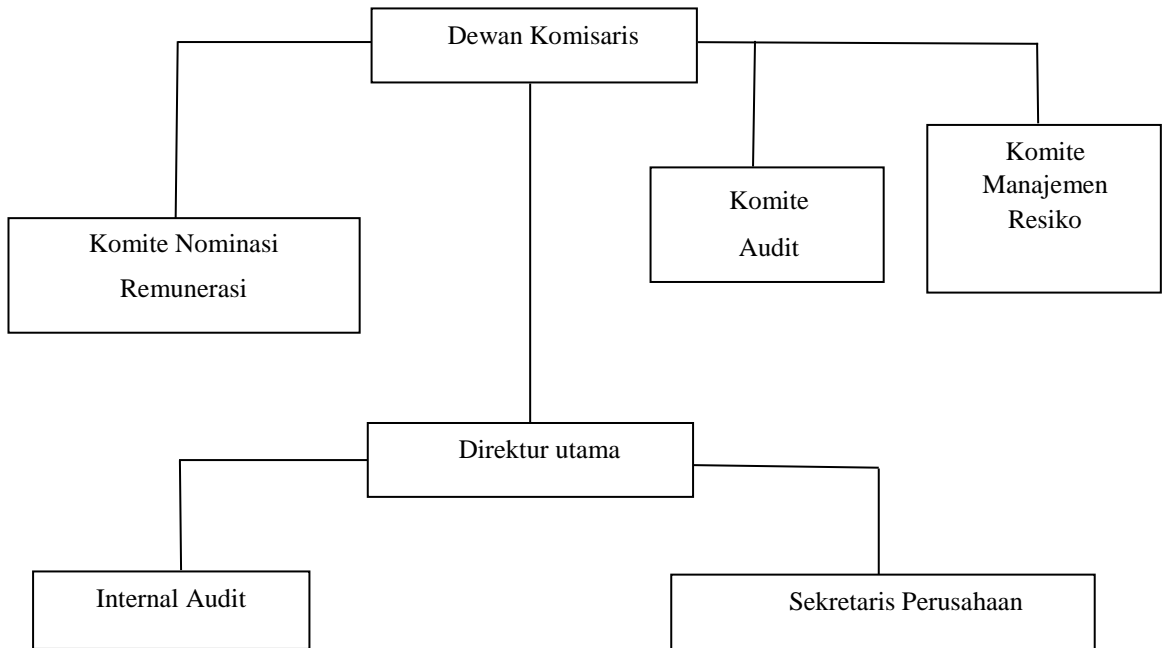 Dewan Komisaris
Komite
Manajemen
Resiko
Komite
Audit
Komite Nominasi
Remunerasi
Direktur utama
Internal Audit
Sekretaris Perusahaan